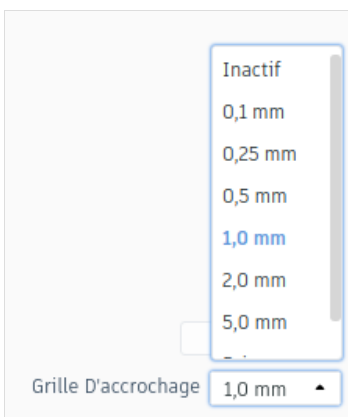 Inactif
0,1 mm
0,25 mm
0,5 mm
1,0 mm
2,0 mm
5,0 mm
Grille D'accrochage 1,0 mm